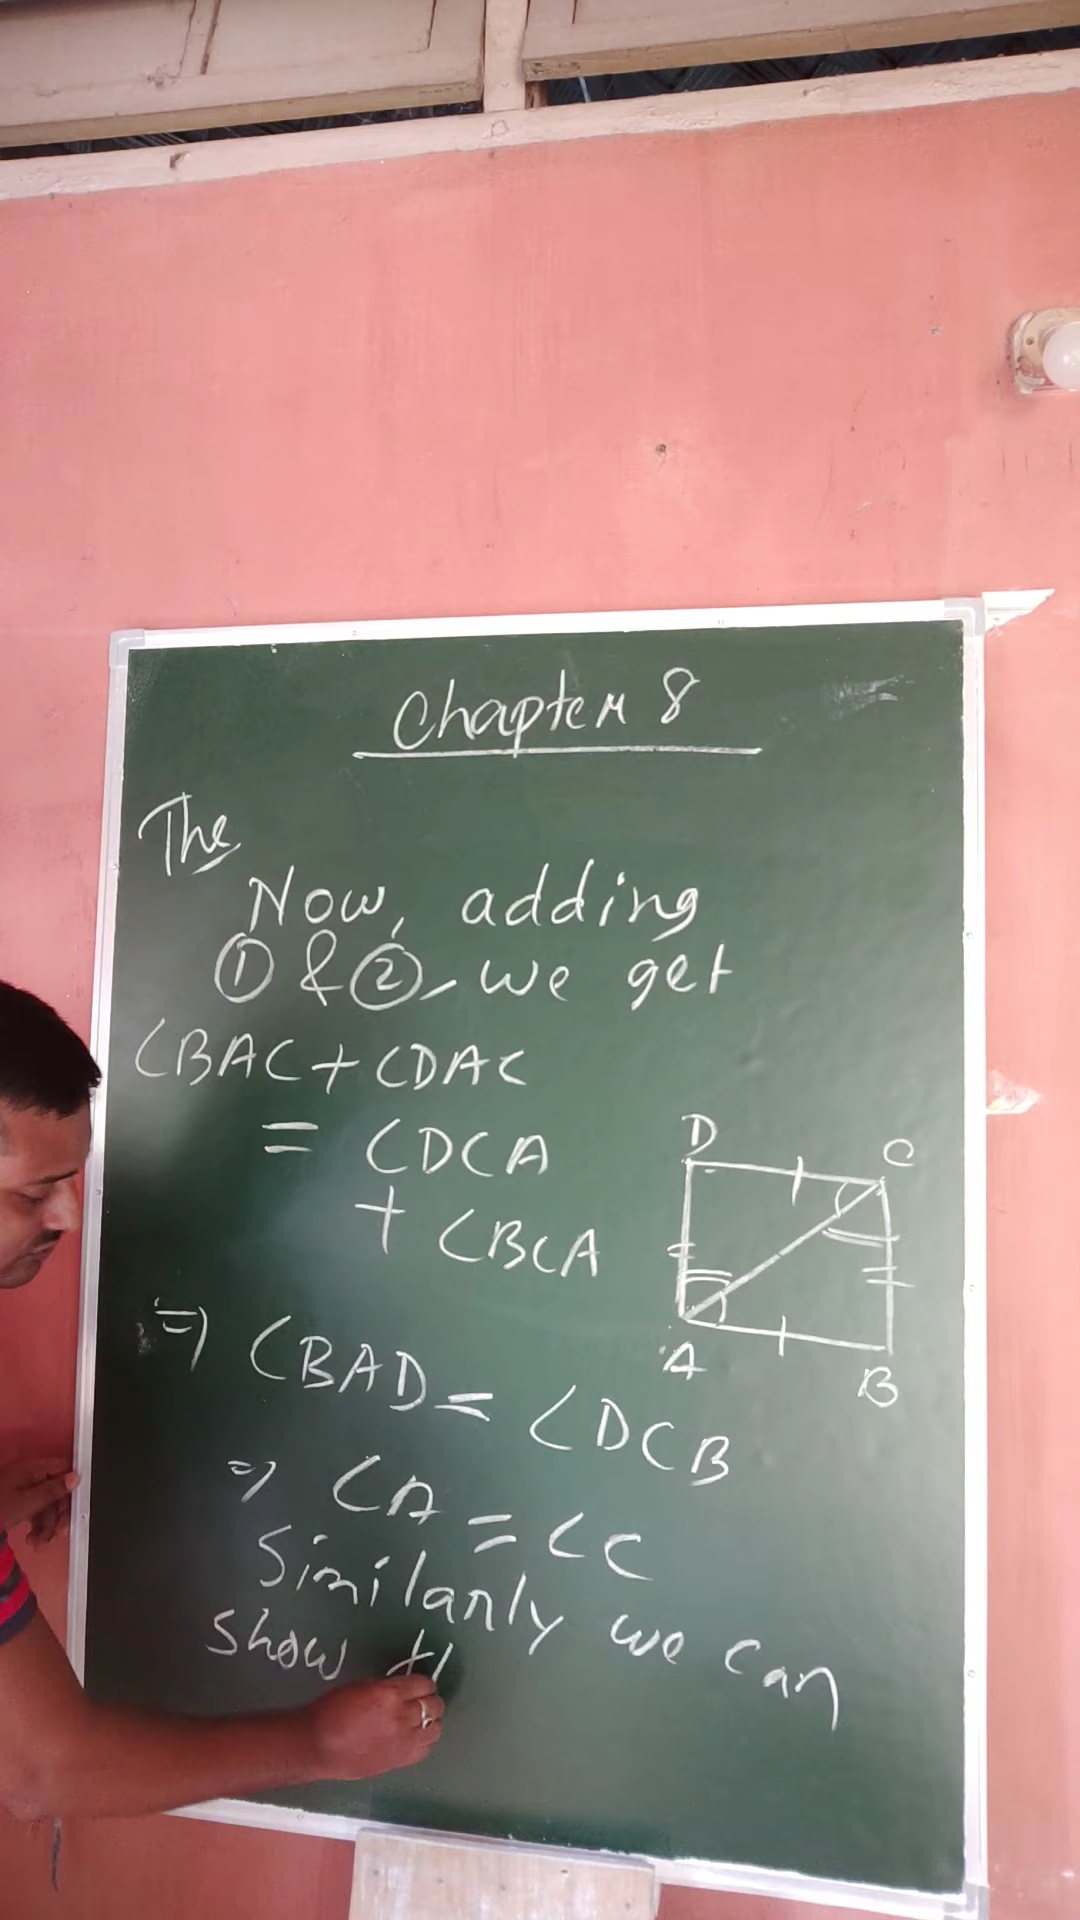 Chapter 8
The
Now, adding
① & ②, we get
∠BAC + ∠DAC
= ∠DCA
+ ∠BCA
⇒ ∠BAD = ∠DCB
⇒ ∠A = ∠C
Similarly we can
show th
D
C
A
B